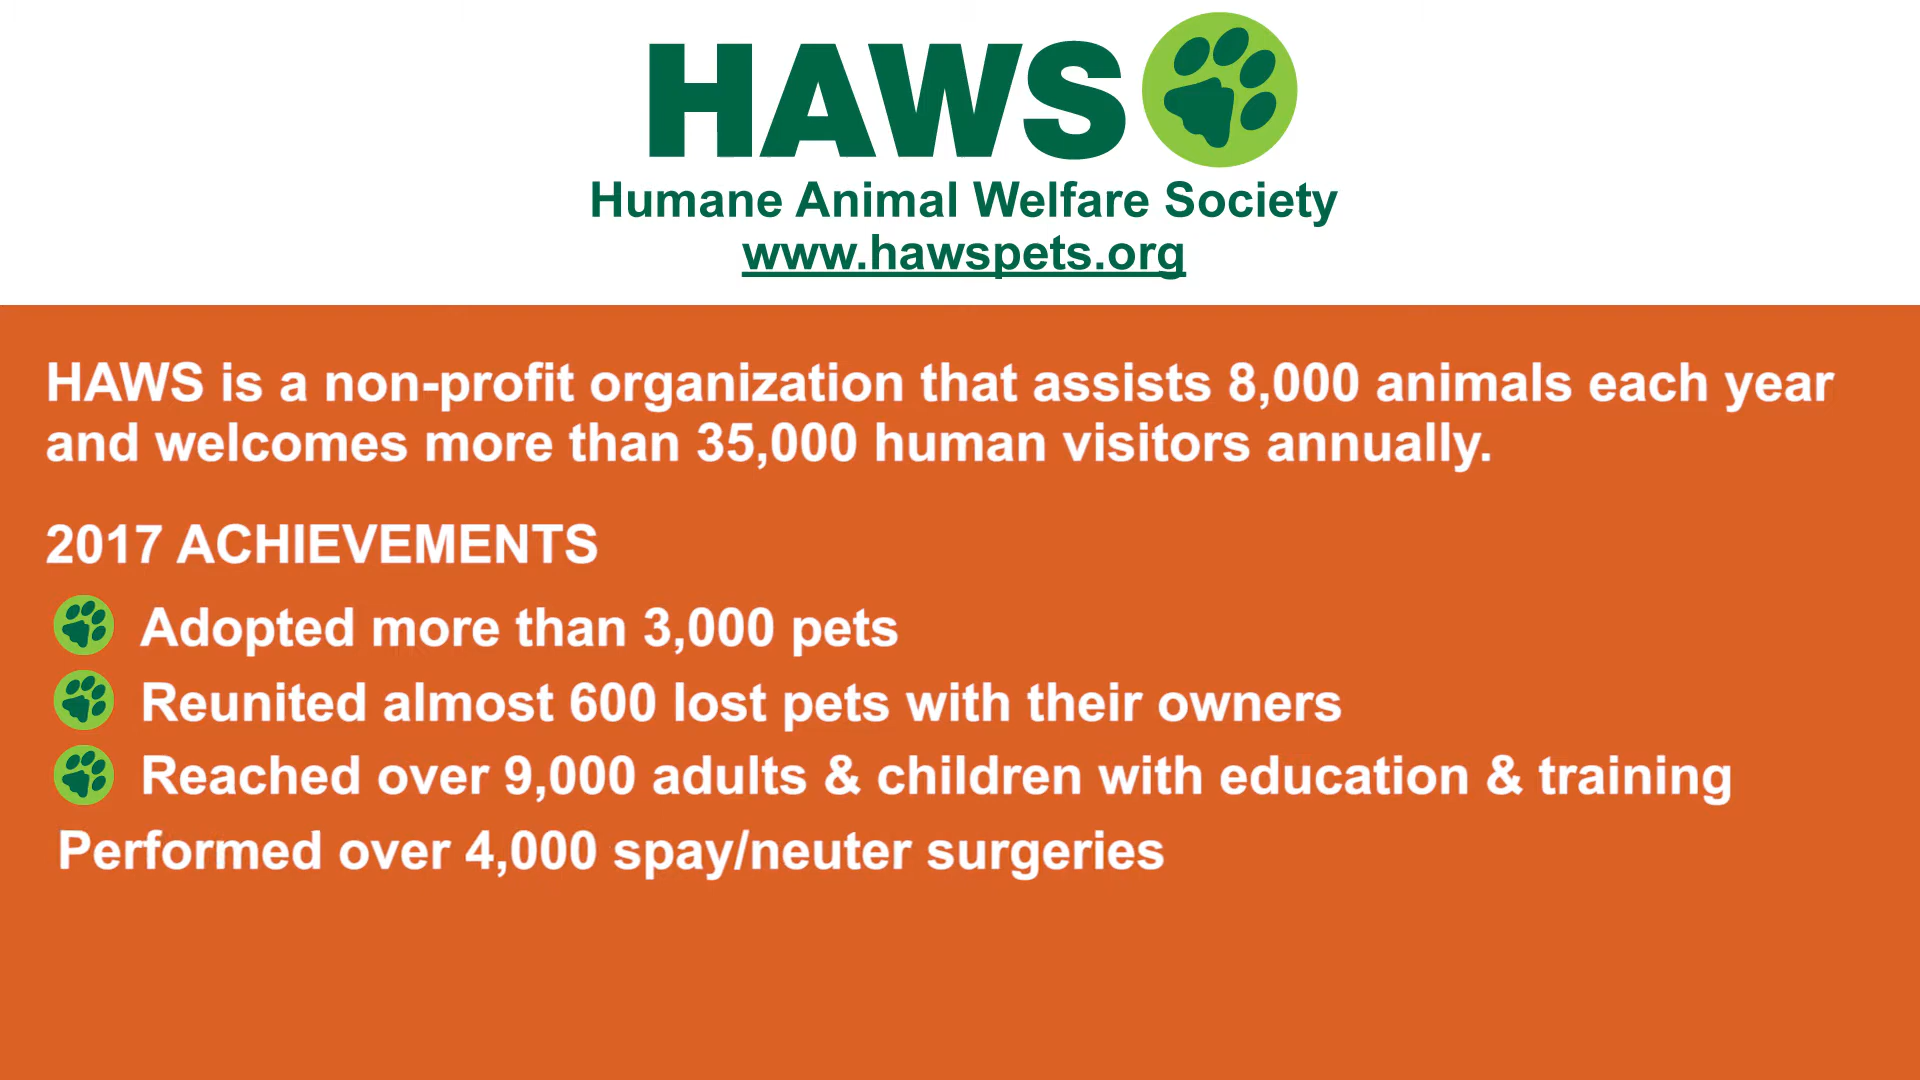 HAWS
Humane Animal Welfare Society
www.hawspets.org
HAWS is a non-profit organization that assists 8,000 animals each year
and welcomes more than 35,000 human visitors annually.
2017 ACHIEVEMENTS
Adopted more than 3,000 pets
Reunited almost 600 lost pets with their owners
Reached over 9,000 adults & children with education & training
Performed over 4,000 spay/neuter surgeries